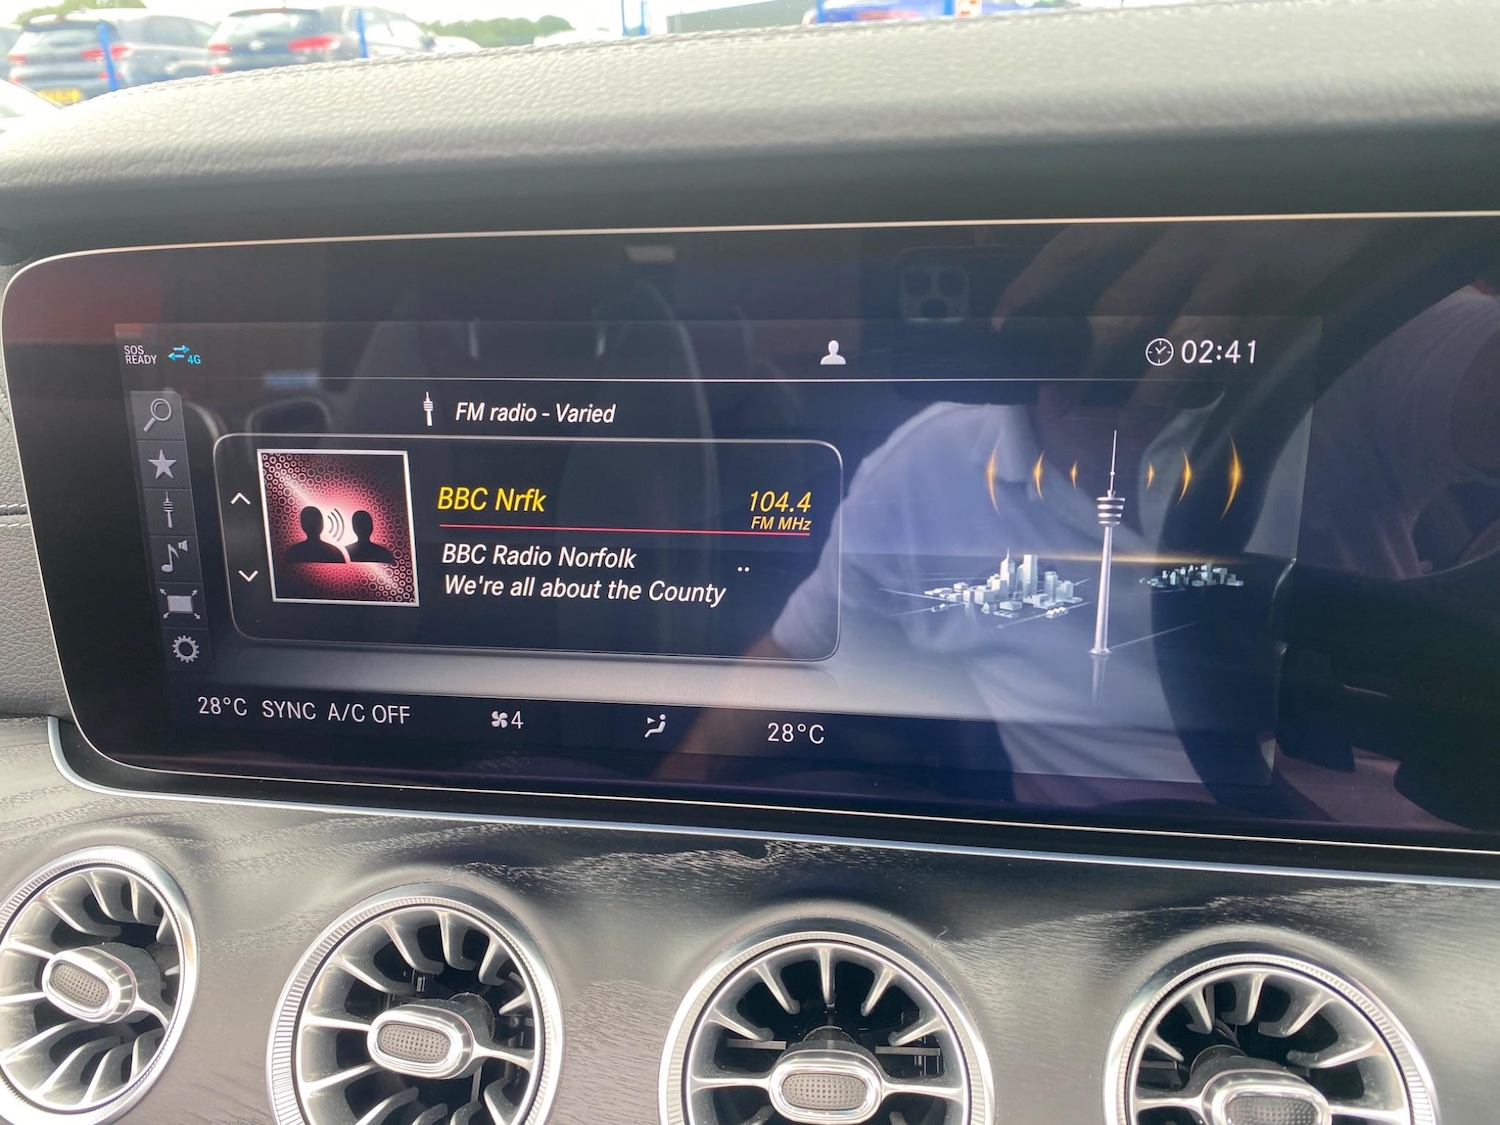 SOS
READY
4G
02:41
FM radio - Varied
BBC Nrfk
104.4
FM MHz
BBC Radio Norfolk
We're all about the County
..
28°C SYNC A/C OFF
4
28°C